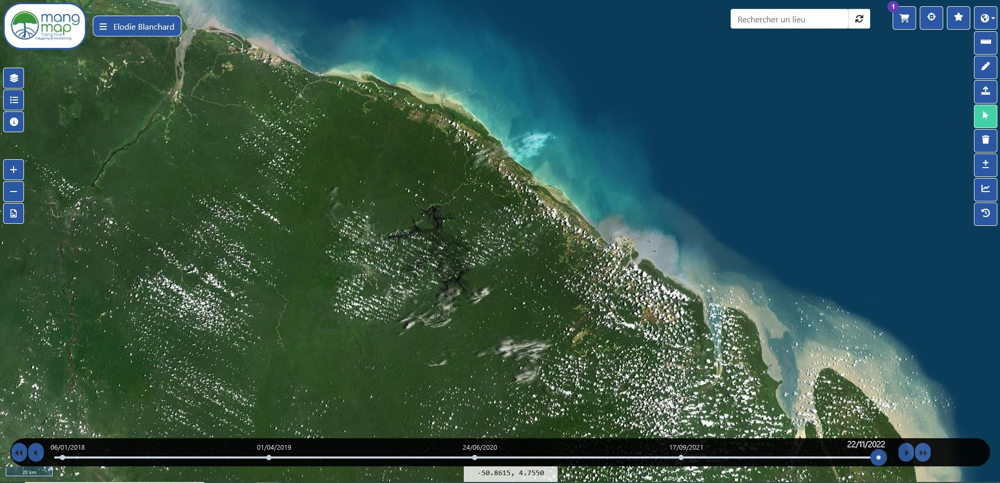 mang
map
mangrove
mapping & monitoring
Elodie Blanchard
Rechercher un lieu
1
06/01/2018
01/04/2019
24/06/2020
17/09/2021
22/11/2022
20 km
-50.8615, 4.7550